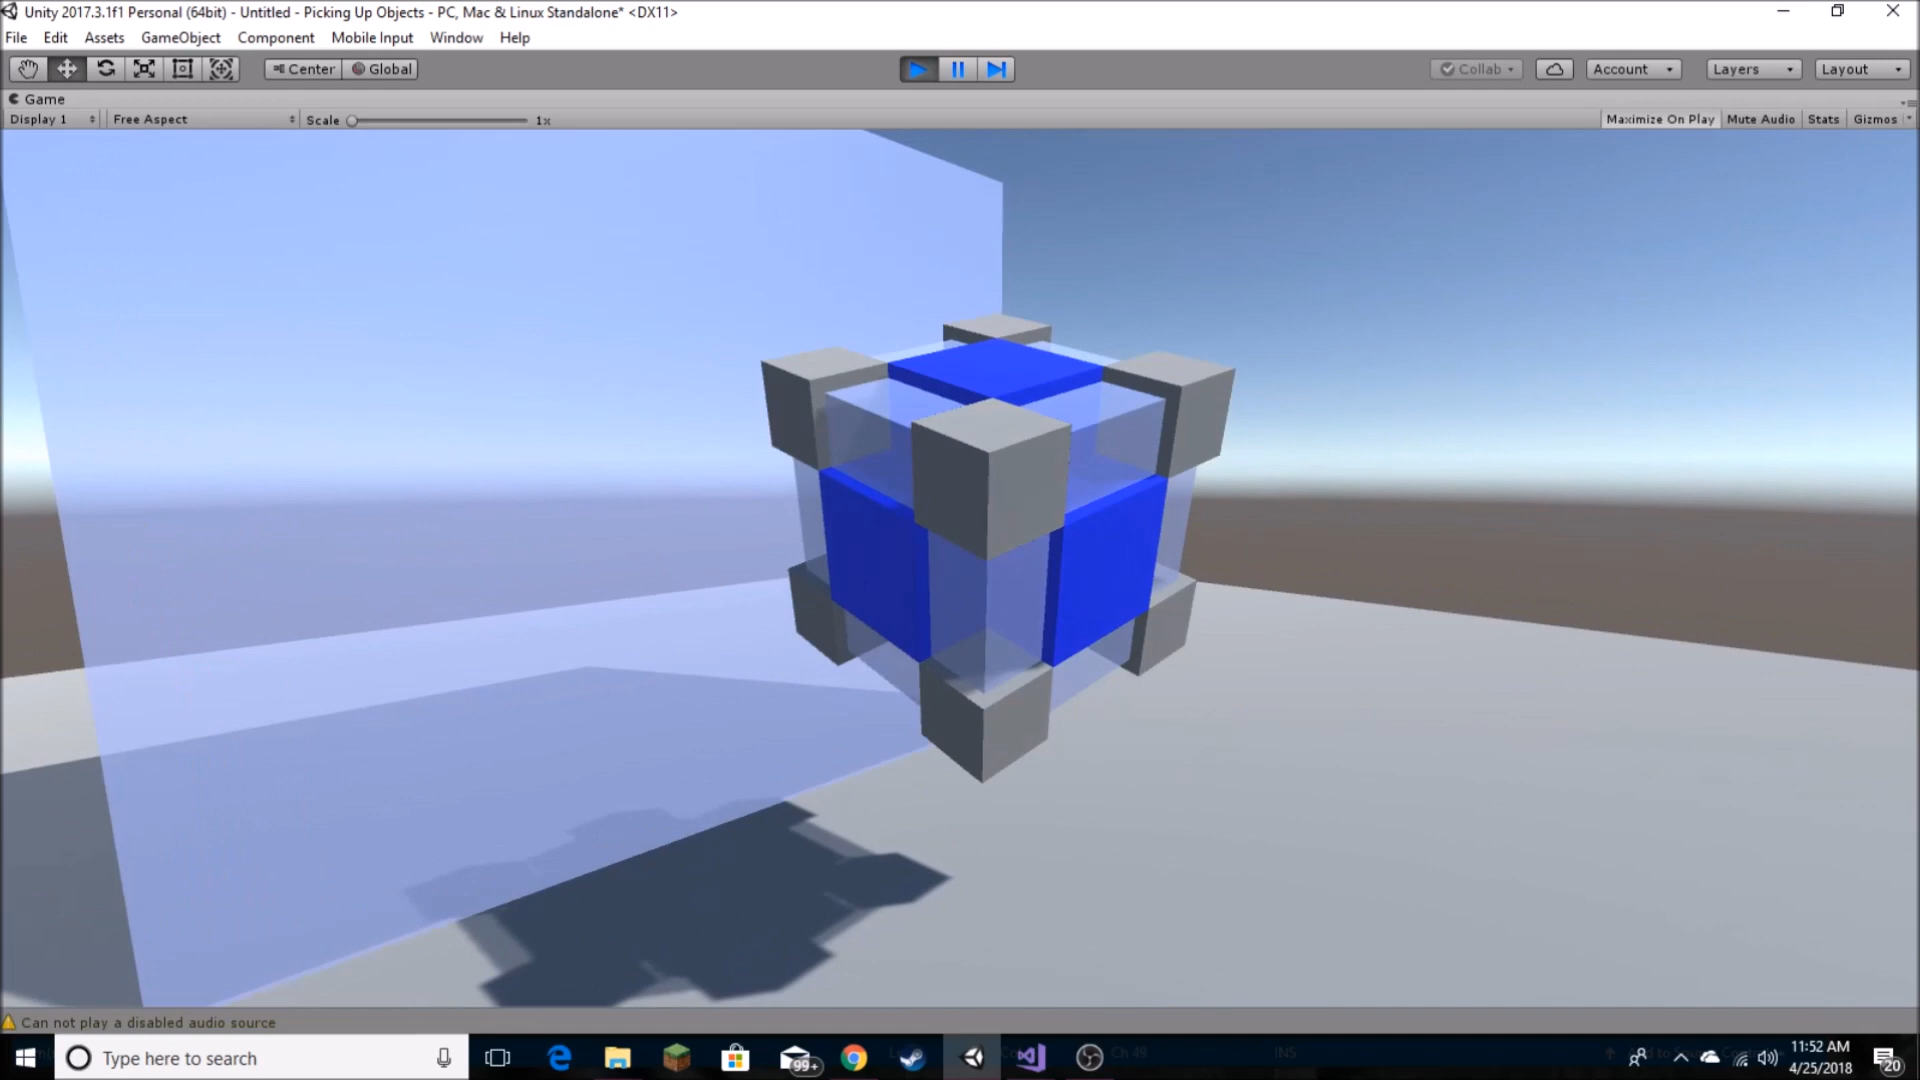 Unity 2017.3.1f1 Personal (64bit) - Untitled - Picking Up Objects - PC, Mac & Linux Standalone* <DX11>
File Edit Assets GameObject Component Mobile Input Window Help
Center Global Collab Account Layers Layout
Game
Display 1 Free Aspect Scale 1x Maximize On Play Mute Audio Stats Gizmos
Can not play a disabled audio source
Type here to search 99+ Ch 49 INS 11:52 AM
4/25/2018 20